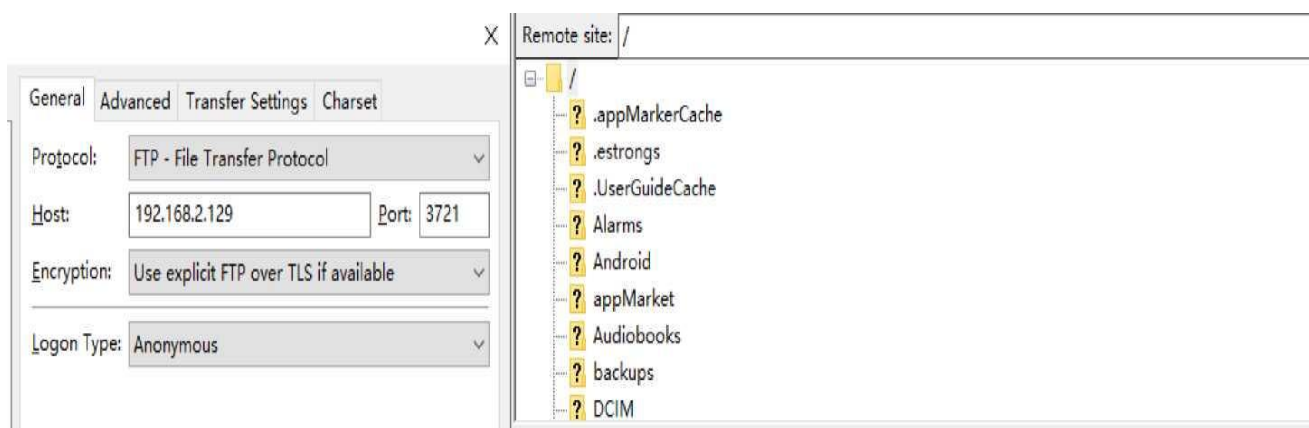 X
General Advanced Transfer Settings Charset
Protocol: FTP - File Transfer Protocol
Host: 192.168.2.129 Port: 3721
Encryption: Use explicit FTP over TLS if available
Logon Type: Anonymous
Remote site: /
/
? .appMarkerCache
? .estrongs
? .UserGuideCache
? Alarms
? Android
? appMarket
? Audiobooks
? backups
? DCIM